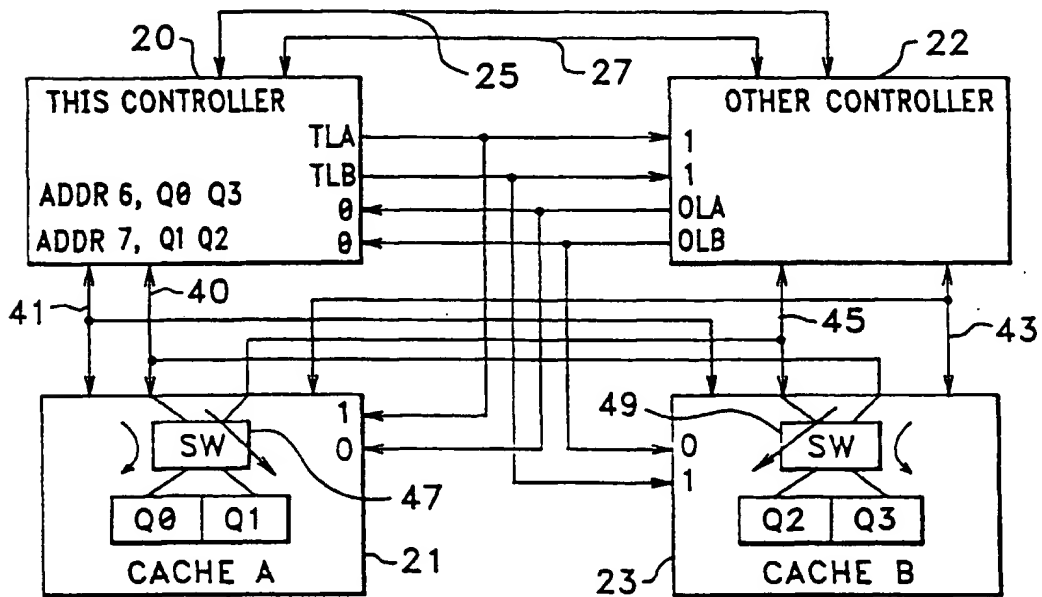 20
25
27
22
THIS CONTROLLER
OTHER CONTROLLER
TLA
1
TLB
1
ADDR 6, Q0 Q3
0
OLA
ADDR 7, Q1 Q2
0
OLB
41
40
45
43
1
0
SW
47
Q0 Q1
CACHE A
21
49
0
1
SW
Q2 Q3
CACHE B
23